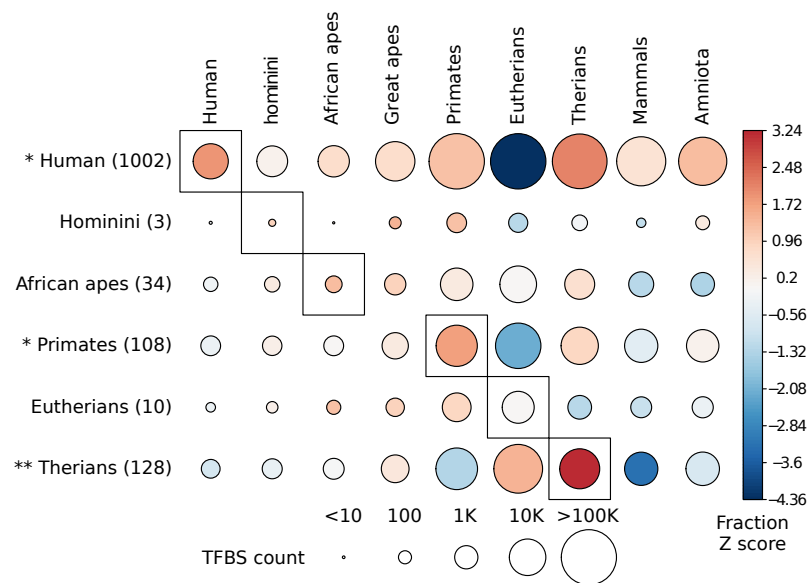 Human
hominini
African apes
Great apes
Primates
Eutherians
Therians
Mammals
Amniota
* Human (1002)
Hominini (3)
African apes (34)
* Primates (108)
Eutherians (10)
** Therians (128)
3.24
2.48
1.72
0.96
0.2
−0.56
−1.32
−2.08
−2.84
−3.6
−4.36
Fraction
Z score
<10 100 1K 10K >100K
TFBS count